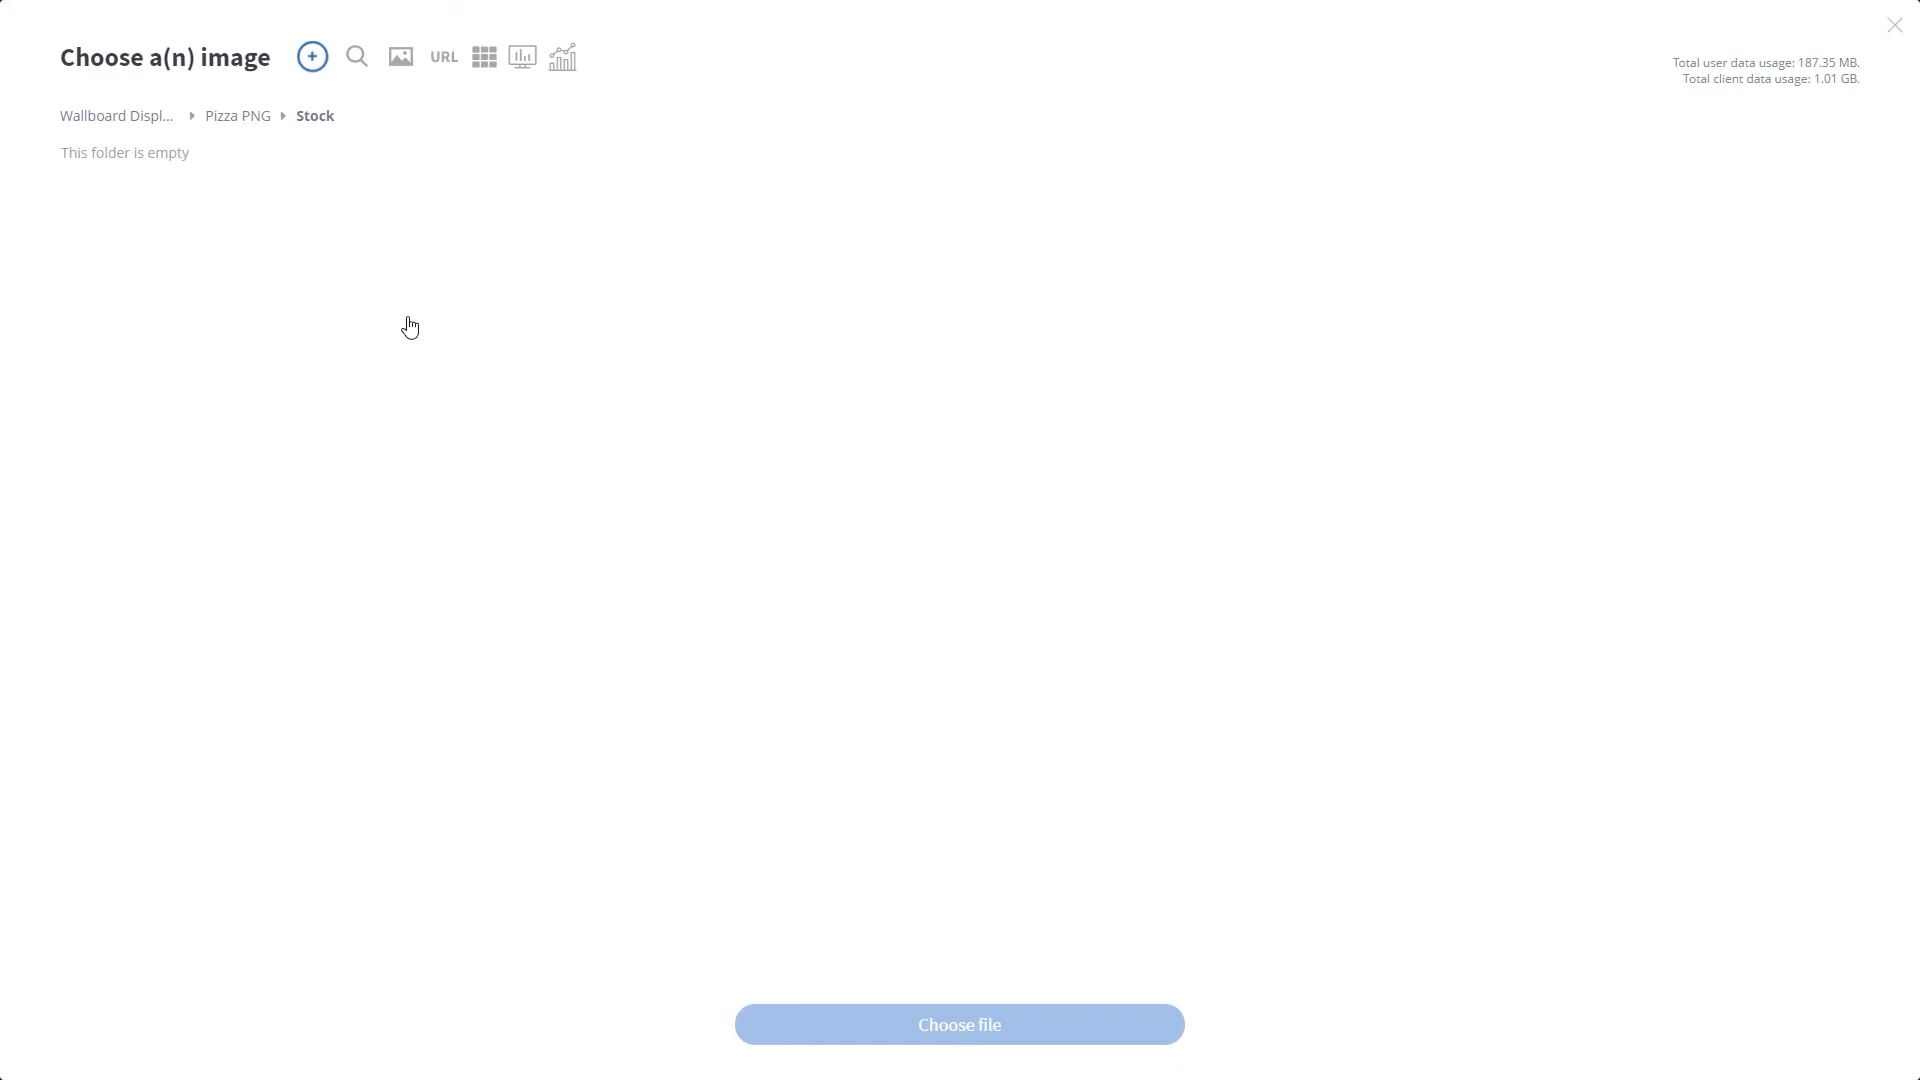 Choose a(n) image
URL
Total user data usage: 187.35 MB.
Total client data usage: 1.01 GB.
Wallboard Displ... Pizza PNG Stock
This folder is empty
Choose file